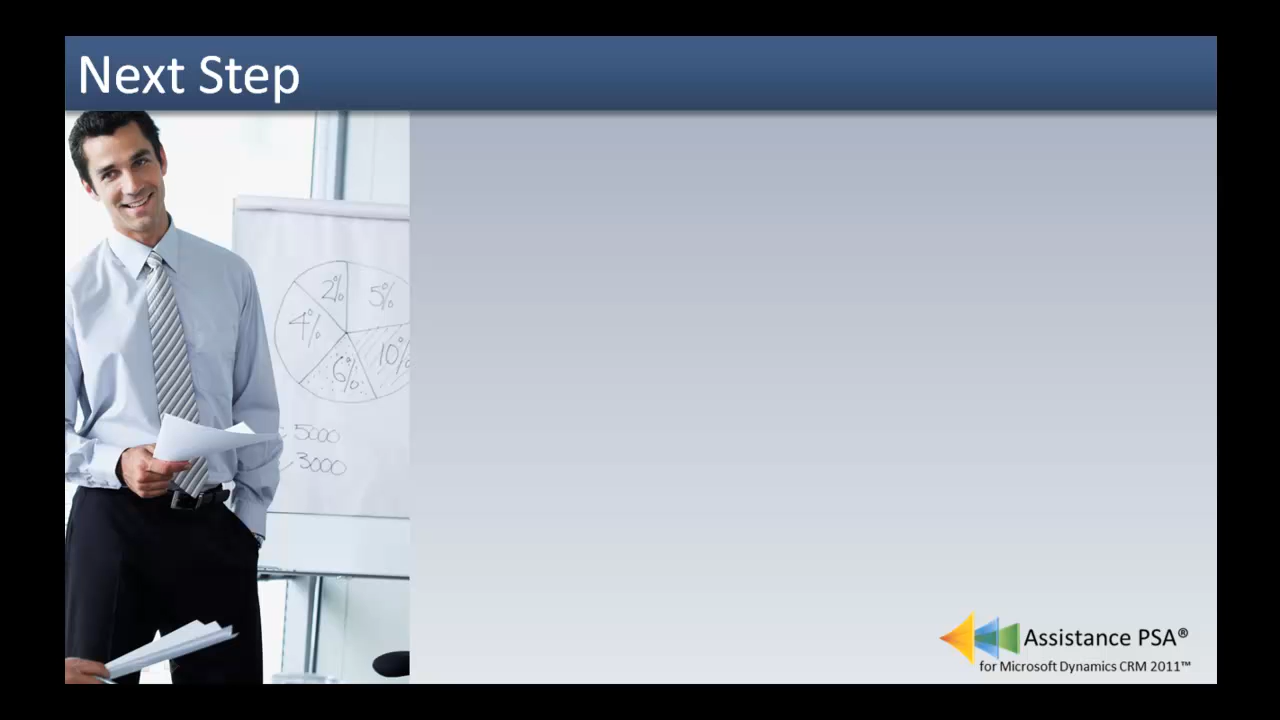 Next Step
2%
5%
4%
10%
6%
5000
3000
Assistance PSA®
for Microsoft Dynamics CRM 2011™